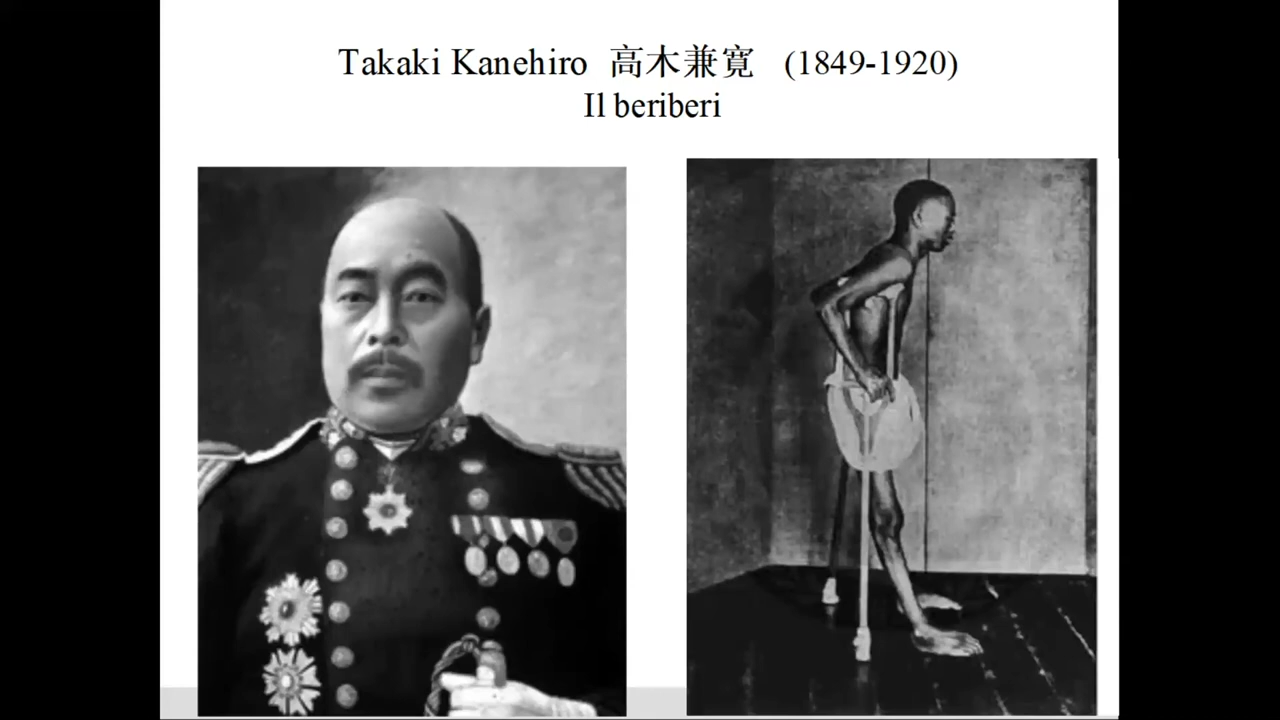 Takaki Kanehiro 高木兼寛 (1849-1920)
Il beriberi